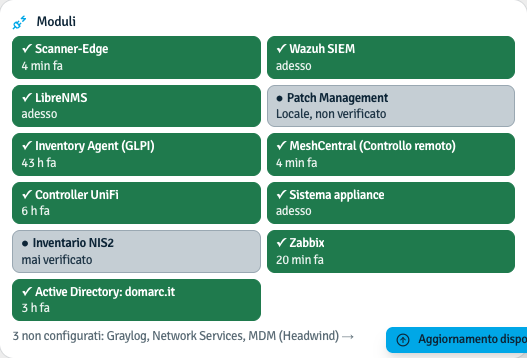 Moduli
✓ Scanner-Edge
4 min fa
✓ Wazuh SIEM
adesso
✓ LibreNMS
adesso
● Patch Management
Locale, non verificato
✓ Inventory Agent (GLPI)
43 h fa
✓ MeshCentral (Controllo remoto)
4 min fa
✓ Controller UniFi
6 h fa
✓ Sistema appliance
adesso
● Inventario NIS2
mai verificato
✓ Zabbix
20 min fa
✓ Active Directory: domarc.it
3 h fa
3 non configurati: Graylog, Network Services, MDM (Headwind) →
Aggiornamento dispo